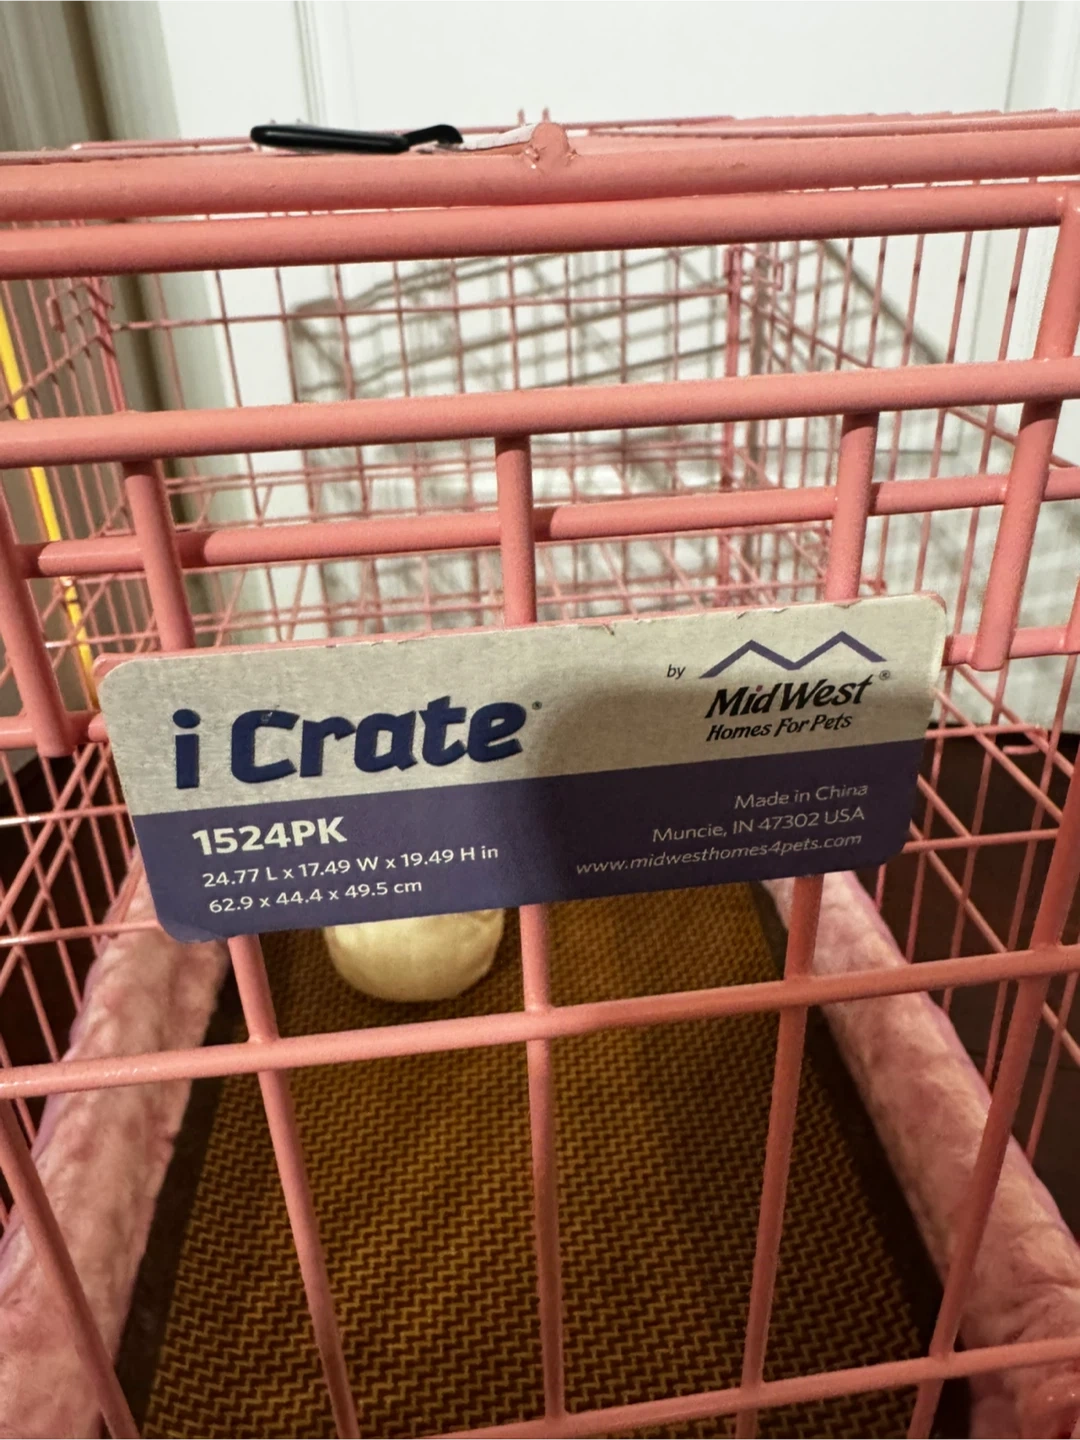 i Crate®
by MidWest®
Homes For Pets
1524PK
24.77 L x 17.49 W x 19.49 H in
62.9 x 44.4 x 49.5 cm
Made in China
Muncie, IN 47302 USA
www.midwesthomes4pets.com